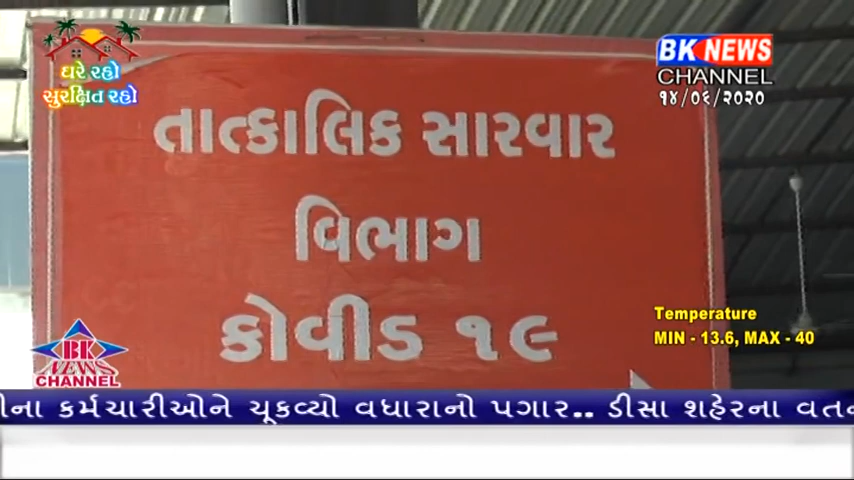 ઘરે રહો
સુરક્ષિત રહો
BK NEWS
CHANNEL
૧૪/૦૬/૨૦૨૦
તાત્કાલિક સારવાર
વિભાગ
કોવીડ ૧૯
Temperature
MIN - 13.6, MAX - 40
BK
NEWS
CHANNEL
કર્મચારીઓને ચૂકવ્યો વધારાનો પગાર.. ડીસા શહેરના